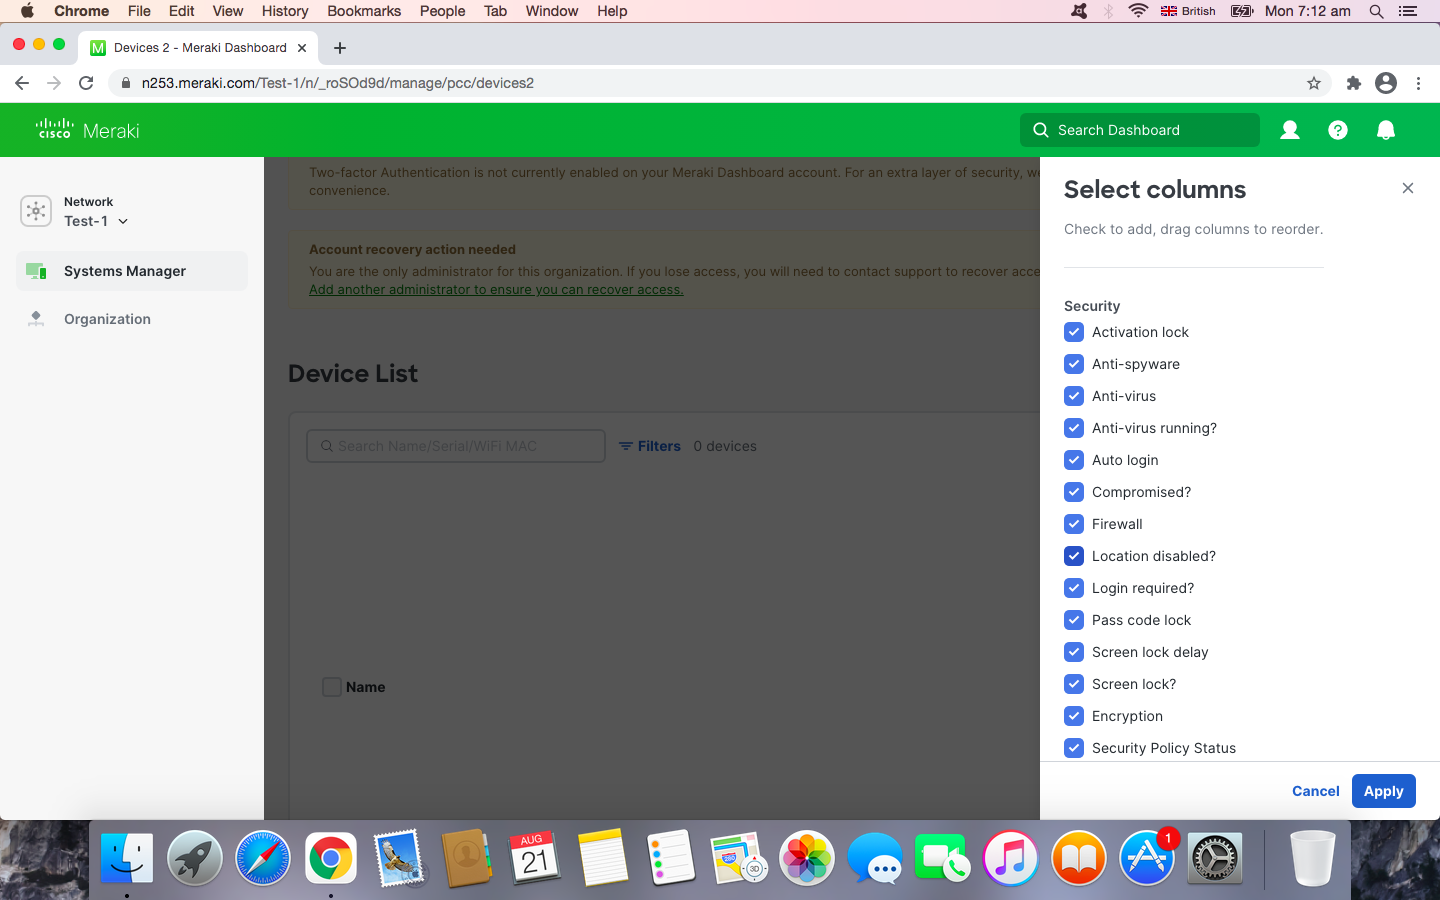 Chrome File Edit View History Bookmarks People Tab Window Help
British Mon 7:12 am
M Devices 2 - Meraki Dashboard
n253.meraki.com/Test-1/n/_roSOd9d/manage/pcc/devices2
cisco Meraki
Search Dashboard
?
Network
Test-1
Systems Manager
Organization
Two-factor Authentication is not currently enabled on your Meraki Dashboard account. For an extra layer of security, we
convenience.
Account recovery action needed
You are the only administrator for this organization. If you lose access, you will need to contact support to recover acce
Add another administrator to ensure you can recover access.
Device List
Search Name/Serial/WiFi MAC
Filters
0 devices
Name
Select columns
Check to add, drag columns to reorder.
Security
Activation lock
Anti-spyware
Anti-virus
Anti-virus running?
Auto login
Compromised?
Firewall
Location disabled?
Login required?
Pass code lock
Screen lock delay
Screen lock?
Encryption
Security Policy Status
Cancel Apply
AUG
21
280
3D
1